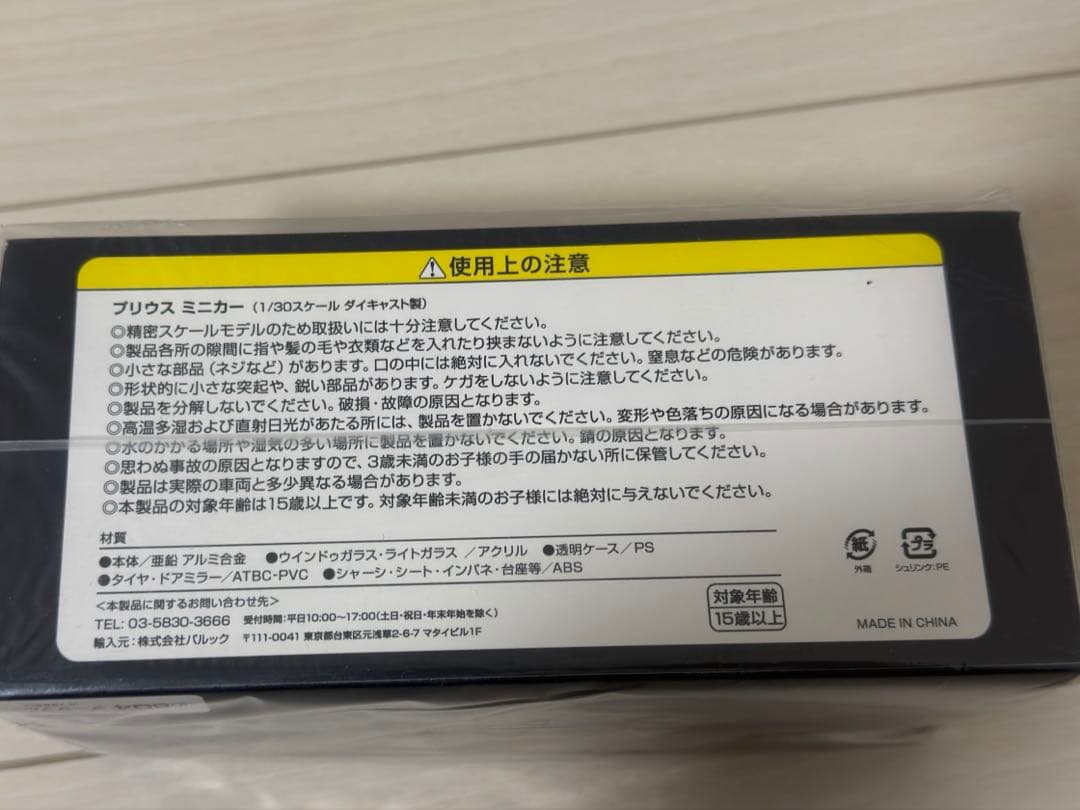 ⚠使用上の注意
プリウス ミニカー（1/30スケール ダイキャスト製）
◎精密スケールモデルのため取扱いには十分注意してください。
◎製品各所の隙間に指や髪の毛や衣類などを入れたり挟まないように注意してください。
◎小さな部品（ネジなど）があります。口の中には絶対に入れないでください。窒息などの危険があります。
◎形状的に小さな突起や、鋭い部品があります。ケガをしないように注意してください。
◎製品を分解しないでください。破損・故障の原因となります。
◎高温多湿および直射日光があたる所には、製品を置かないでください。変形や色落ちの原因になる場合があります。
◎水のかかる場所や湿気の多い場所に製品を置かないでください。錆の原因となります。
◎思わぬ事故の原因となりますので、3歳未満のお子様の手の届かない所に保管してください。
◎製品は実際の車両と多少異なる場合があります。
◎本製品の対象年齢は15歳以上です。対象年齢未満のお子様には絶対に与えないでください。
材質
●本体／亜鉛 アルミ合金 ●ウインドゥガラス・ライトガラス ／アクリル ●透明ケース／PS
●タイヤ・ドアミラー／ATBC-PVC ●シャーシ・シート・インパネ・台座等／ABS
＜本製品に関するお問い合わせ先＞
TEL: 03-5830-3666 受付時間:平日10:00〜17:00(土日・祝日・年末年始を除く)
輸入元：株式会社バルック 〒111-0041 東京都台東区元浅草2-6-7 マタイビル1F
対象年齢
15歳以上
紙
外箱
プラ
シュリンク:PE
MADE IN CHINA